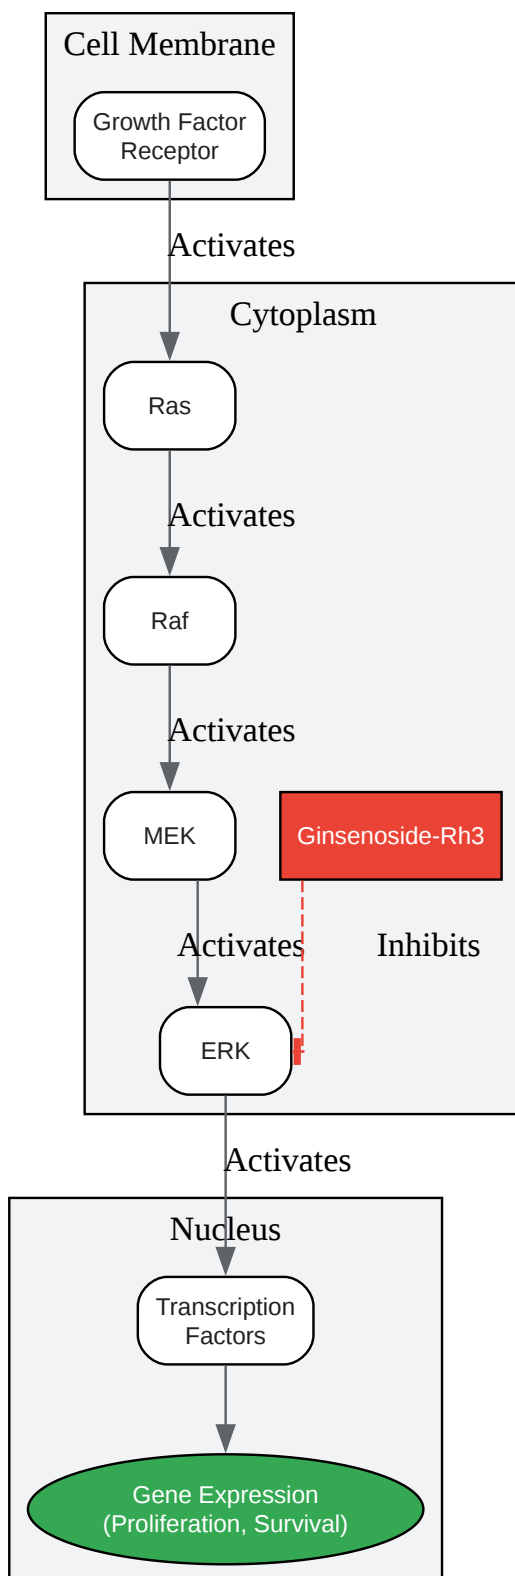 Cell Membrane
Growth Factor
Receptor
Activates
Cytoplasm
Ras
Activates
Raf
Activates
MEK
Ginsenoside-Rh3
Activates
Inhibits
ERK
Activates
Nucleus
Transcription
Factors
Gene Expression
(Proliferation, Survival)